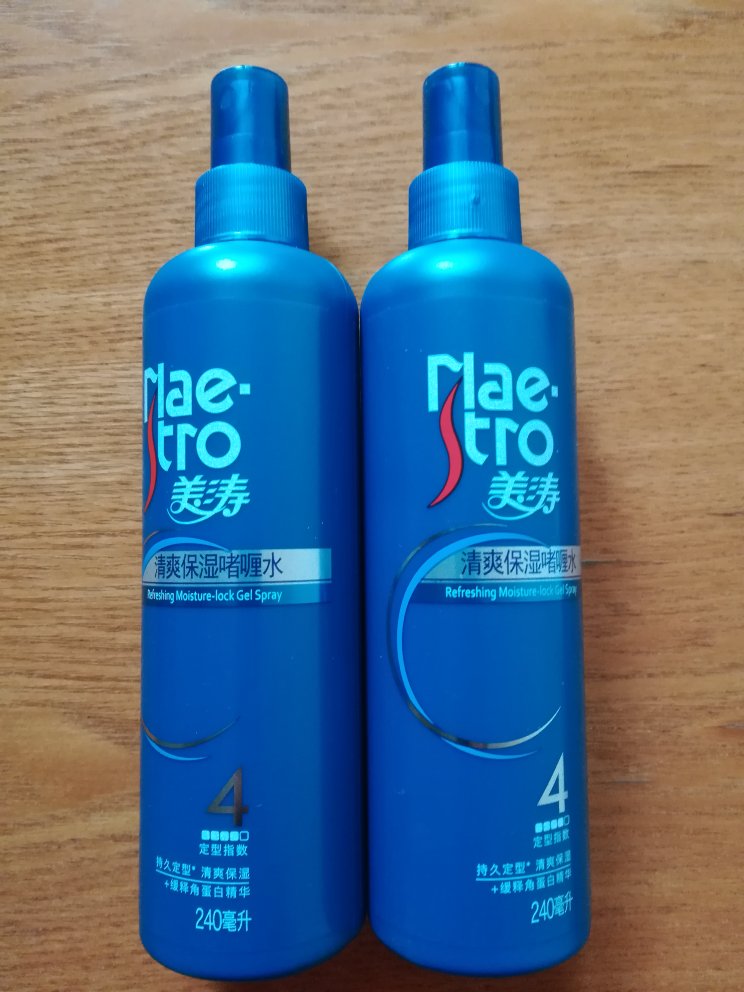 Mae-
stro
美涛
清爽保湿啫喱水
Refreshing Moisture-lock Gel Spray
4
定型指数
持久定型* 清爽保湿
+缓释角蛋白精华
240毫升
Mae-
stro
美涛
清爽保湿啫喱水
Refreshing Moisture-lock Gel Spray
4
定型指数
持久定型* 清爽保湿
+缓释角蛋白精华
240毫升